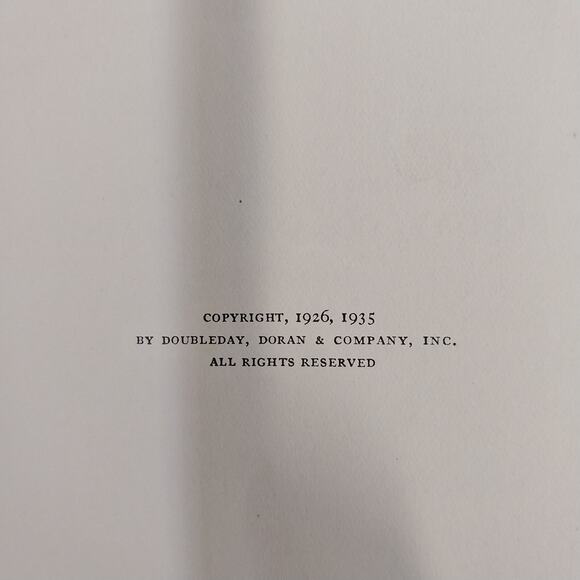 COPYRIGHT, 1926, 1935
BY DOUBLEDAY, DORAN & COMPANY, INC.
ALL RIGHTS RESERVED